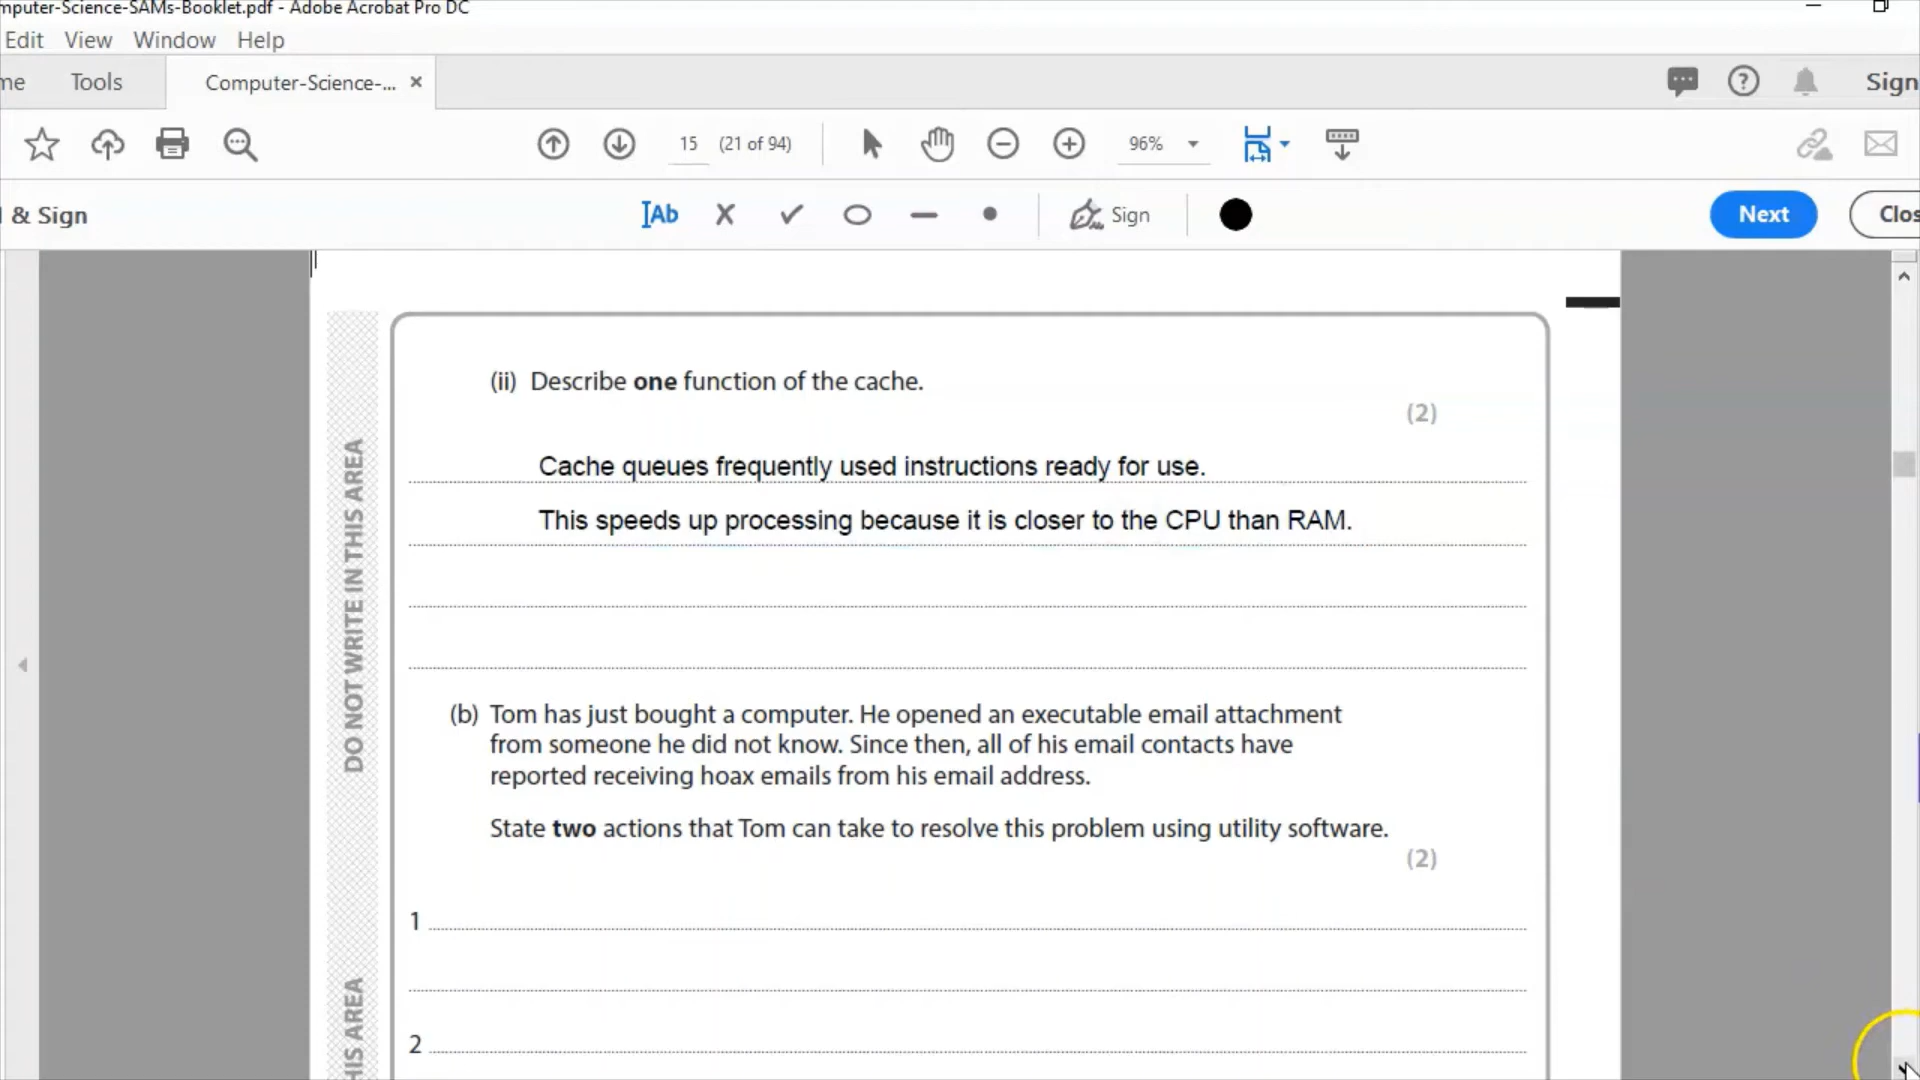 mputer-Science-SAMs-Booklet.pdf - Adobe Acrobat Pro DC
Edit View Window Help
me Tools Computer-Science-... × Sign
15 (21 of 94) 96%
l & Sign IAb Sign Next Clos
(ii) Describe one function of the cache.
(2)
Cache queues frequently used instructions ready for use.
This speeds up processing because it is closer to the CPU than RAM.
DO NOT WRITE IN THIS AREA
(b) Tom has just bought a computer. He opened an executable email attachment
from someone he did not know. Since then, all of his email contacts have
reported receiving hoax emails from his email address.
State two actions that Tom can take to resolve this problem using utility software.
(2)
1
2
HIS AREA